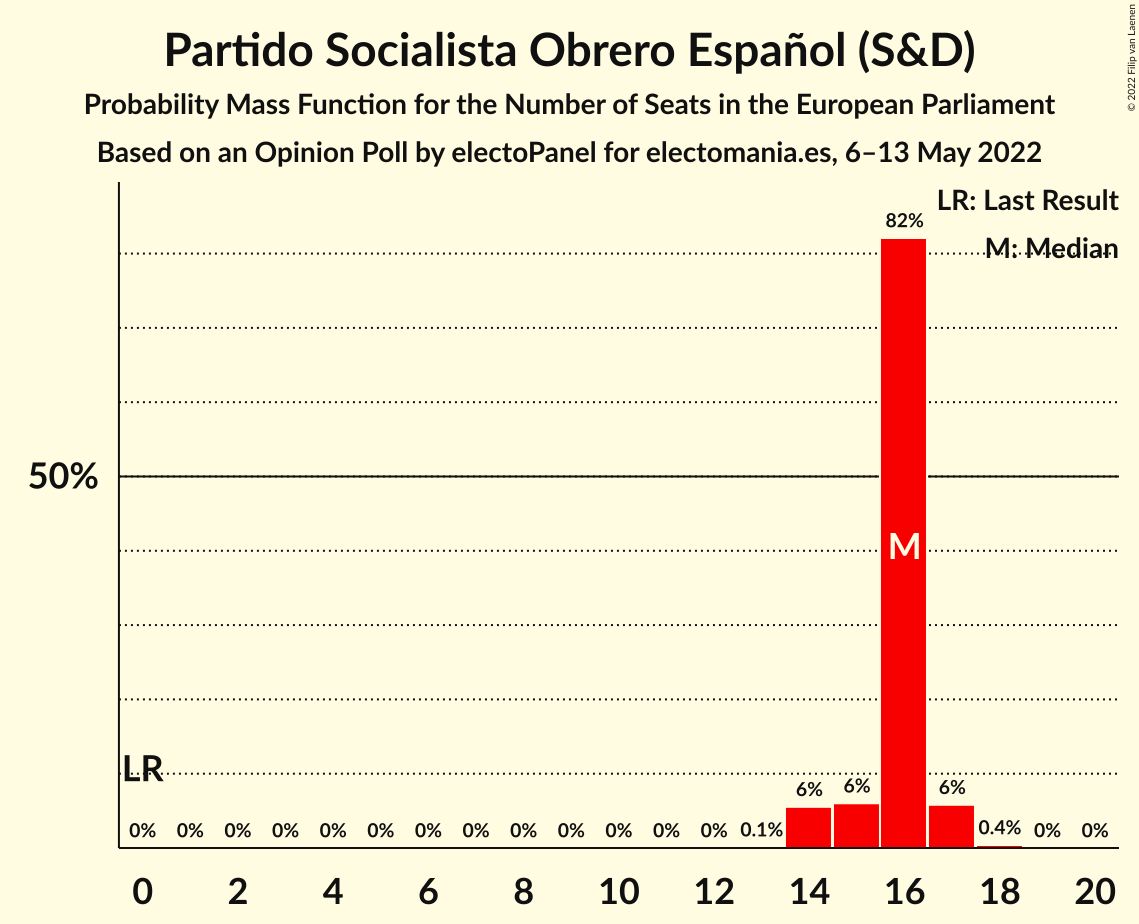 Partido Socialista Obrero Español (S&D)
Probability Mass Function for the Number of Seats in the European Parliament
Based on an Opinion Poll by electoPanel for electomania.es, 6–13 May 2022
© 2022 Filip van Laenen
LR: Last Result
M: Median
82%
50%
M
LR
0% 0% 0% 0% 0% 0% 0% 0% 0% 0% 0% 0% 0% 0.1% 6% 6% 6% 0.4% 0% 0%
0 2 4 6 8 10 12 14 16 18 20